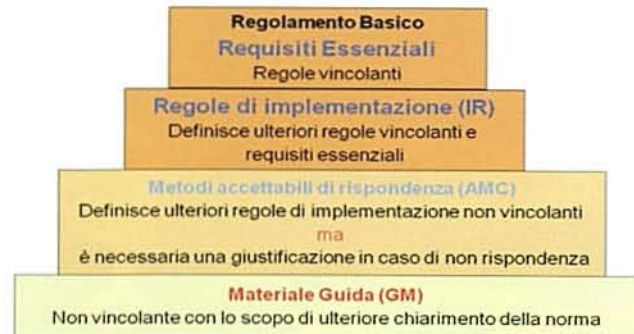 Regolamento Basico
Requisiti Essenziali
Regole vincolanti
Regole di implementazione (IR)
Definisce ulteriori regole vincolanti e
requisiti essenziali
Metodi accettabili di rispondenza (AMC)
Definisce ulteriori regole di implementazione non vincolanti
ma
é necessaria una giustificazione in caso di non rispondenza
Materiale Guida (GM)
Non vincolante con lo scopo di ulteriore chiarimento della norma